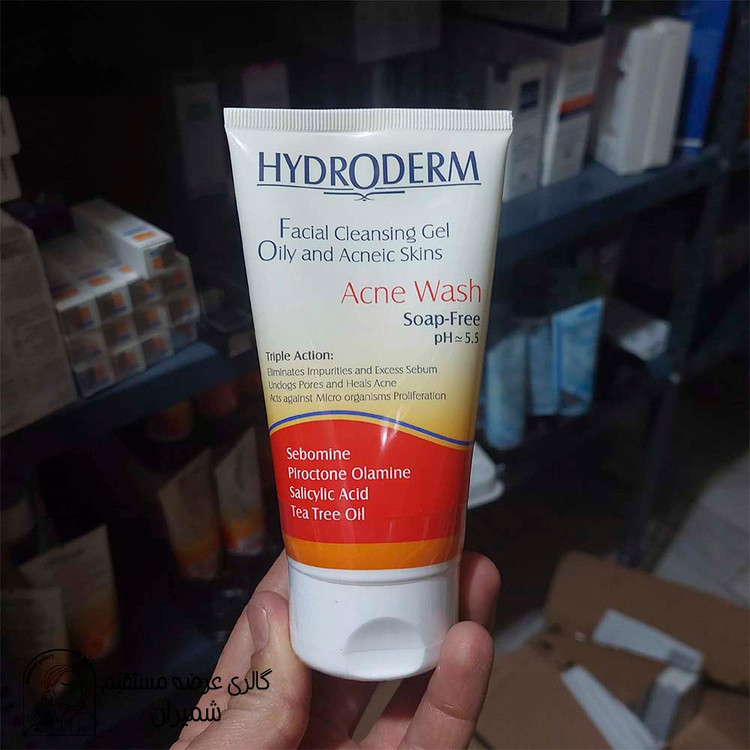 HYDRODERM
Facial Cleansing Gel
Oily and Acneic Skins
Acne Wash
Soap-Free
pH≃5.5
Triple Action:
Eliminates Impurities and Excess Sebum
Unclogs Pores and Heals Acne
Acts against Micro organisms Proliferation
Sebomine
Piroctone Olamine
Salicylic Acid
Tea Tree Oil
گالری عرضه مستقیم
شمیران